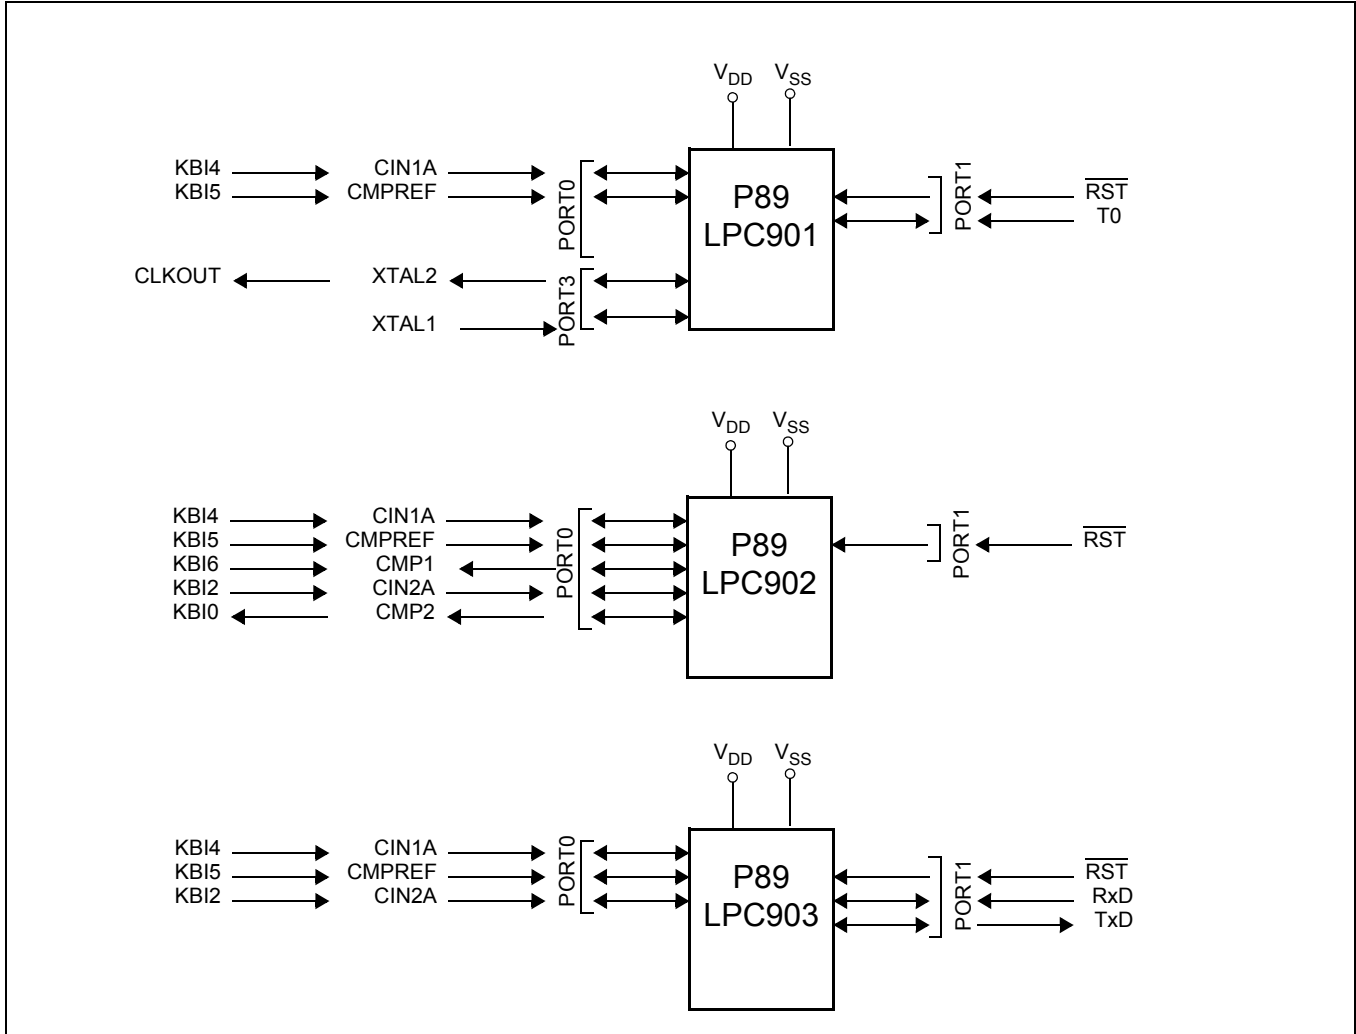 VDD VSS
KBI4 CIN1A
KBI5 CMPREF
PORT0
P89
LPC901
PORT1
RST
T0
CLKOUT XTAL2
XTAL1
PORT3
VDD VSS
KBI4 CIN1A
KBI5 CMPREF
KBI6 CMP1
KBI2 CIN2A
KBI0 CMP2
PORT0
P89
LPC902
PORT1
RST
VDD VSS
KBI4 CIN1A
KBI5 CMPREF
KBI2 CIN2A
PORT0
P89
LPC903
PORT1
RST
RxD
TxD